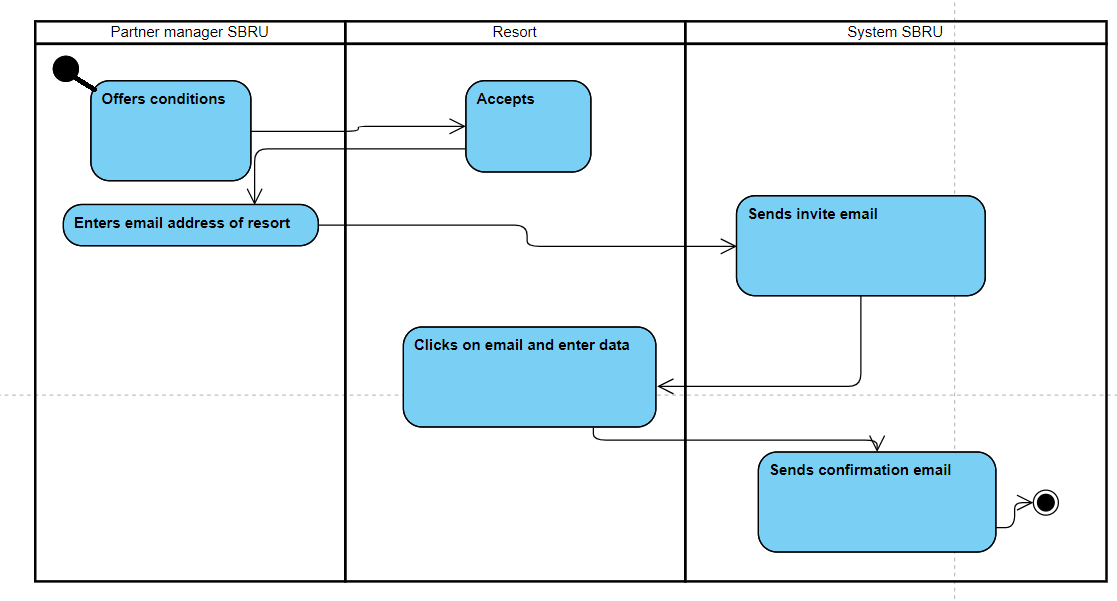 Partner manager SBRU
Resort
System SBRU
Offers conditions
Accepts
Enters email address of resort
Sends invite email
Clicks on email and enter data
Sends confirmation email